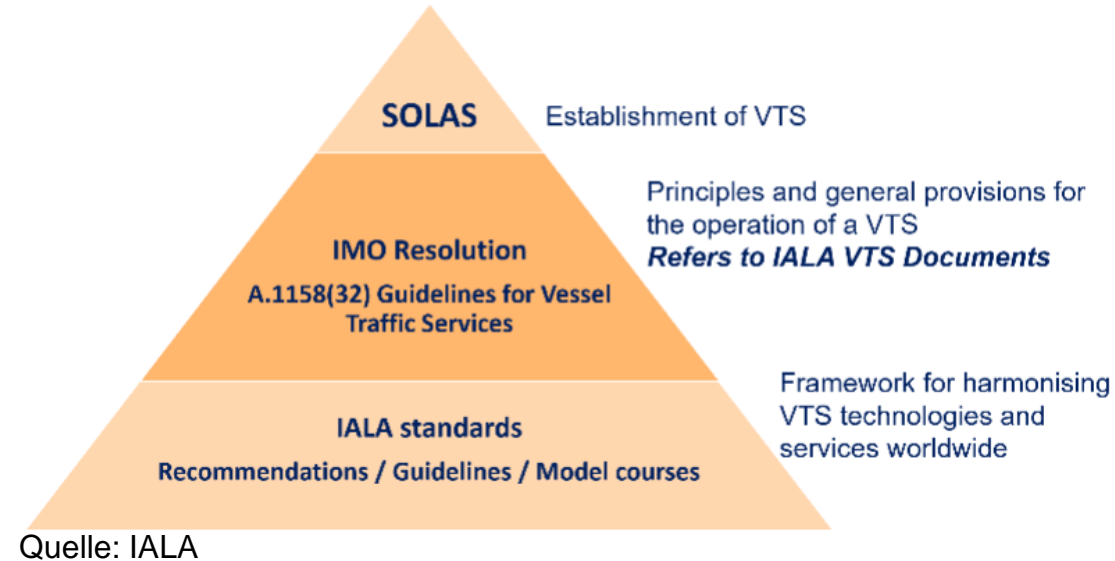 SOLAS
Establishment of VTS
Principles and general provisions for
the operation of a VTS
Refers to IALA VTS Documents
IMO Resolution
A.1158(32) Guidelines for Vessel
Traffic Services
Framework for harmonising
VTS technologies and
services worldwide
IALA standards
Recommendations / Guidelines / Model courses
Quelle: IALA